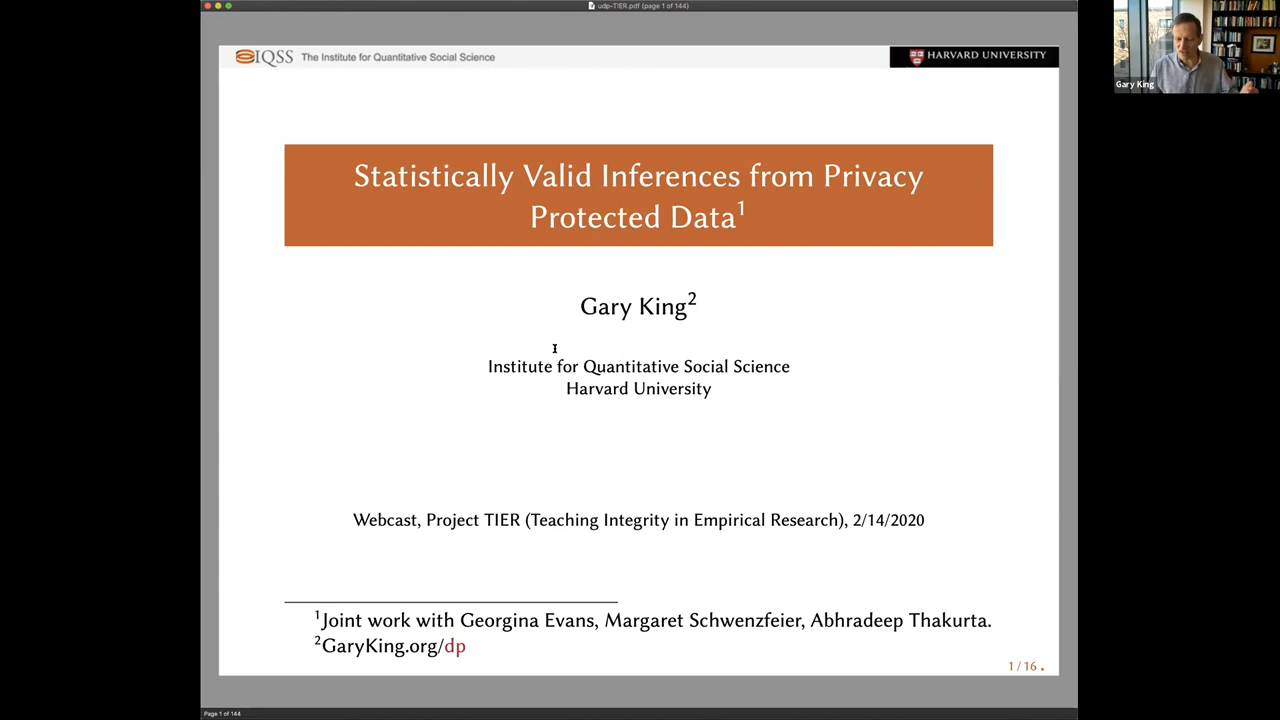 udp-TIER.pdf (page 1 of 144)
IQSS The Institute for Quantitative Social Science
HARVARD UNIVERSITY
Gary King
Statistically Valid Inferences from Privacy
Protected Data1
Gary King2
Institute for Quantitative Social Science
Harvard University
Webcast, Project TIER (Teaching Integrity in Empirical Research), 2/14/2020
1Joint work with Georgina Evans, Margaret Schwenzfeier, Abhradeep Thakurta.
2GaryKing.org/dp
1 / 16 .
Page 1 of 144